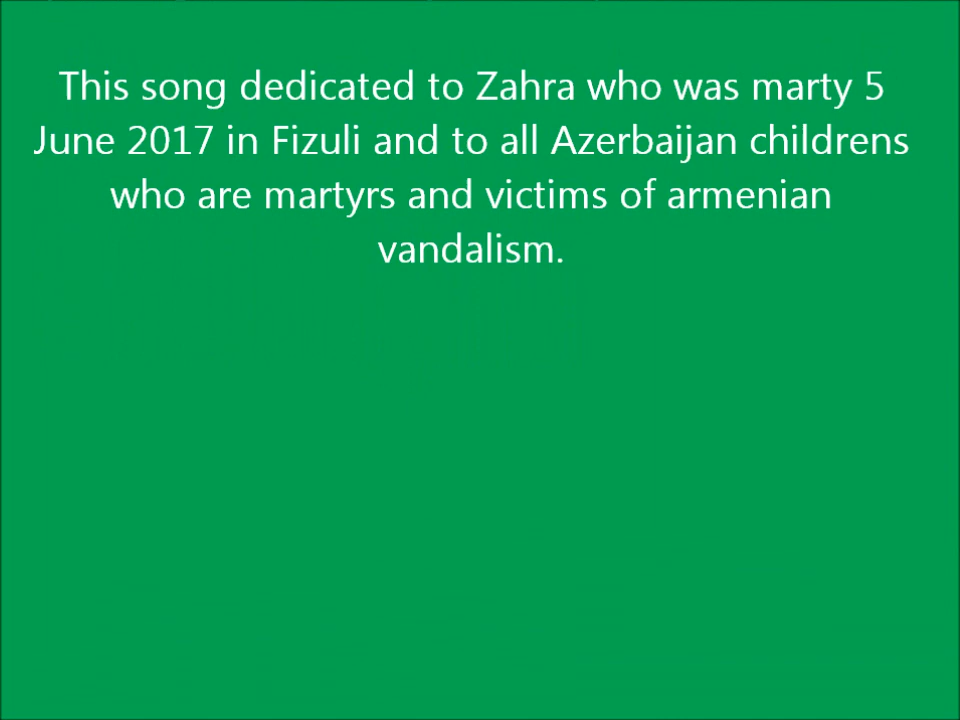 This song dedicated to Zahra who was marty 5
June 2017 in Fizuli and to all Azerbaijan childrens
who are martyrs and victims of armenian
vandalism.